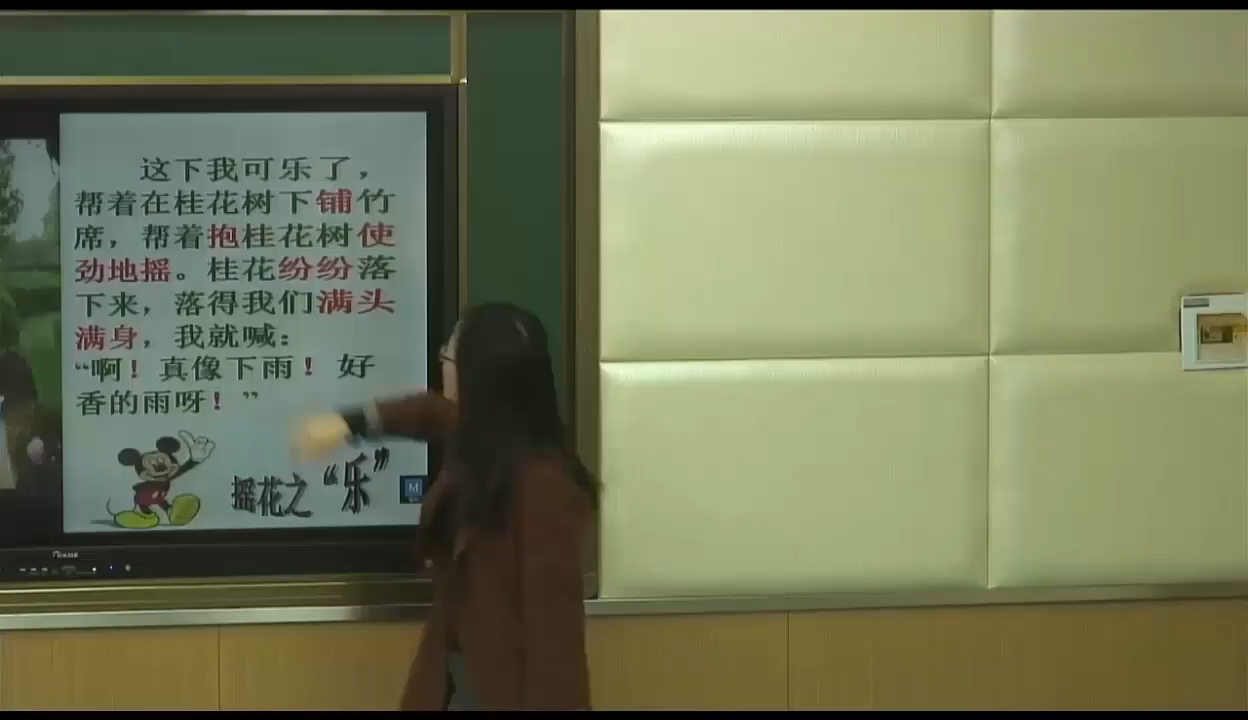 这下我可乐了，
帮着在桂花树下铺竹
席，帮着抱桂花树使
劲地摇。桂花纷纷落
下来，落得我们满头
满身，我就喊：
“啊！真像下雨！好
香的雨呀！”
摇花之“乐”
M